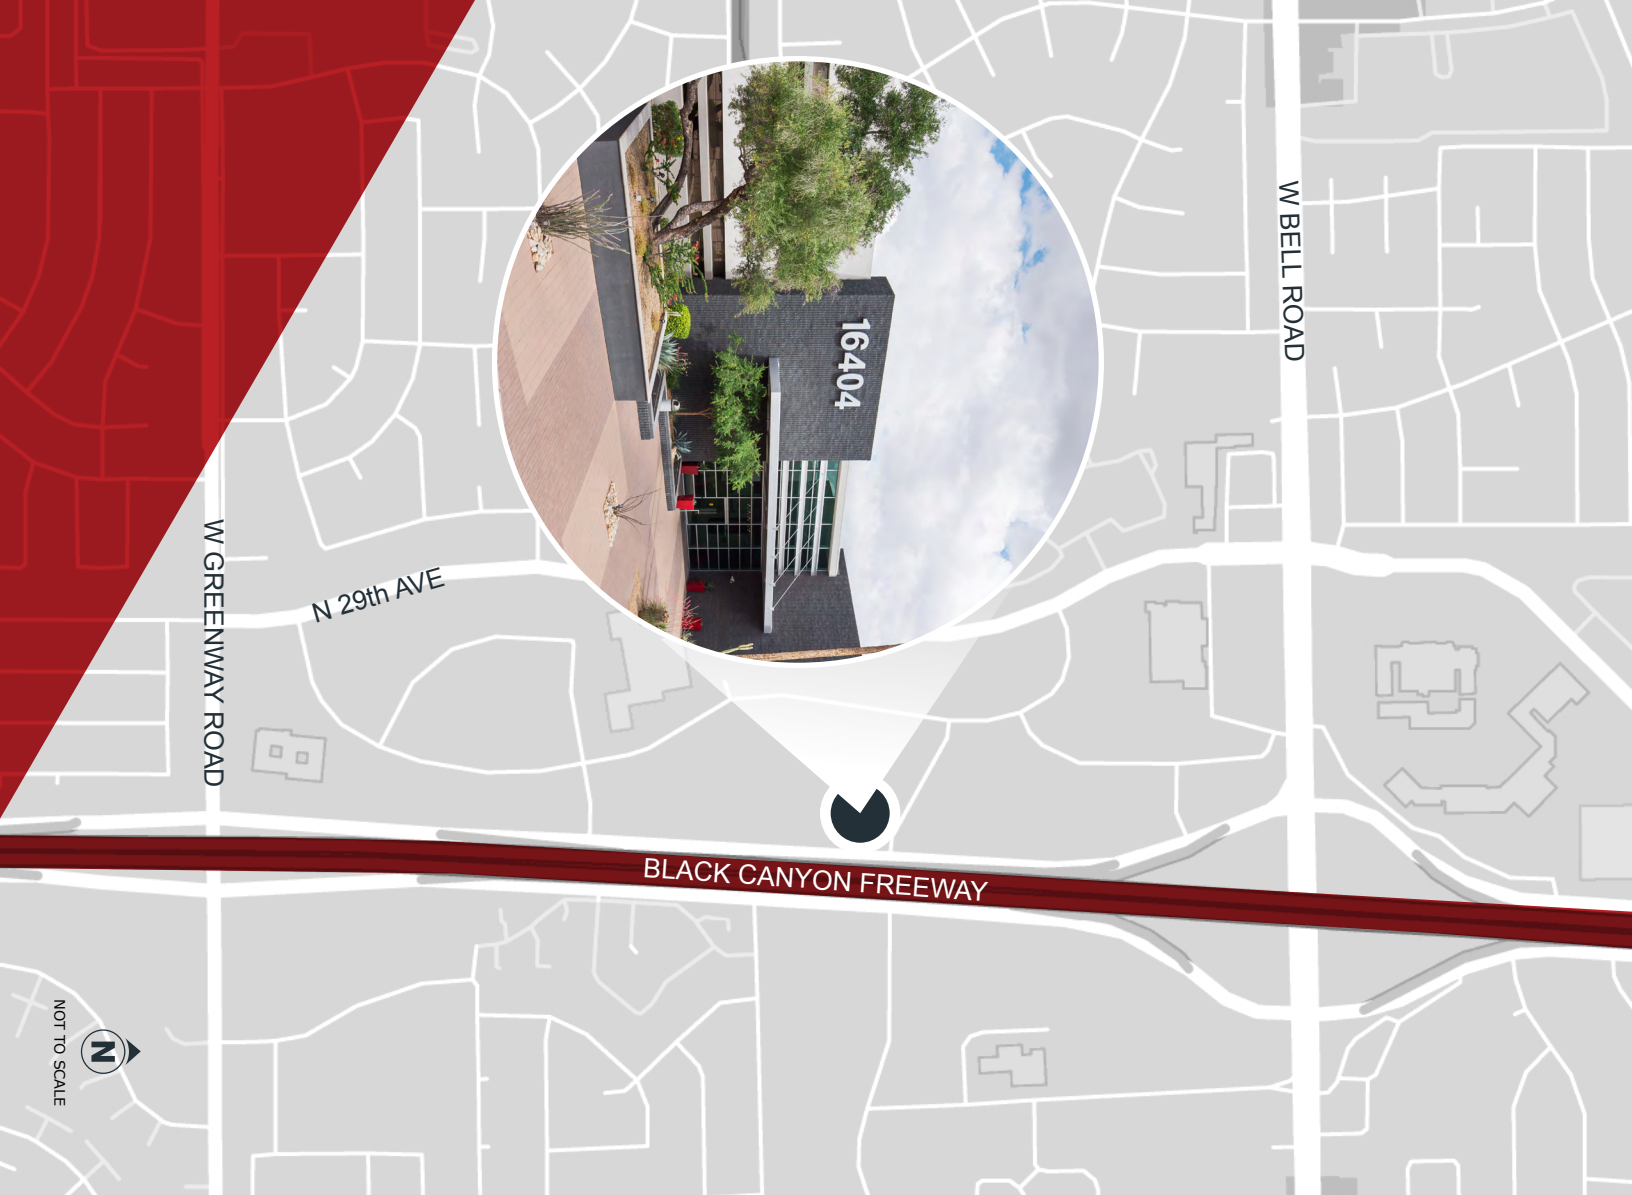 W BELL ROAD
16404
N 29th AVE
W GREENWAY ROAD
BLACK CANYON FREEWAY
N
NOT TO SCALE